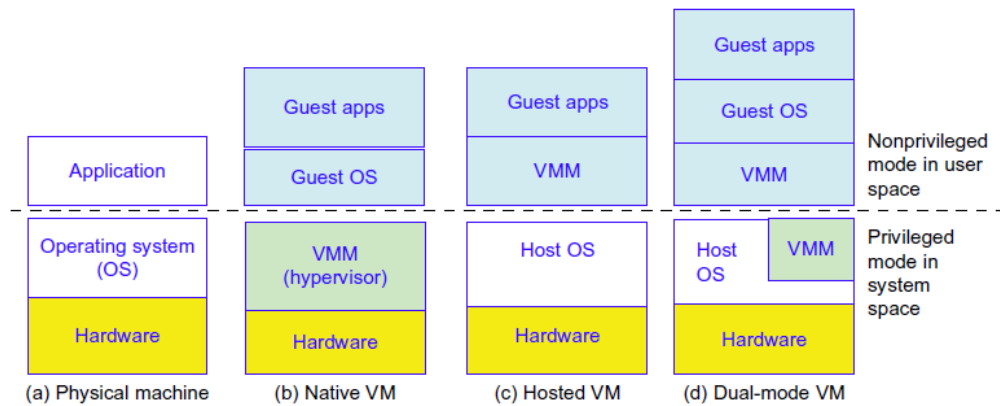 Guest apps
Guest apps
Guest apps
Guest OS
Application
Guest OS
VMM
VMM
Nonprivileged
mode in user
space
Operating system
(OS)
VMM
(hypervisor)
Host OS
Host
OS
VMM
Privileged
mode in
system
space
Hardware
Hardware
Hardware
Hardware
(a) Physical machine
(b) Native VM
(c) Hosted VM
(d) Dual-mode VM